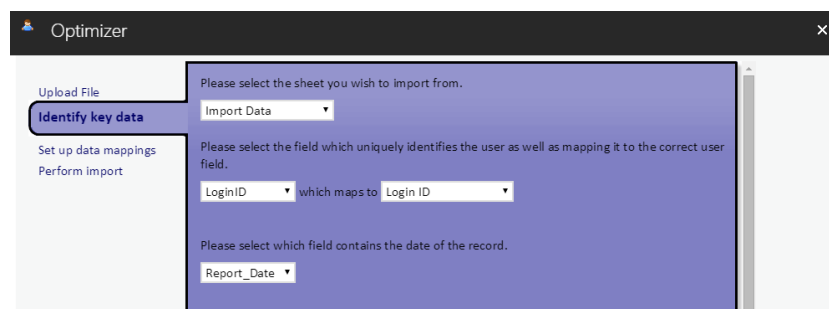 Optimizer
Upload File
Identify key data
Set up data mappings
Perform import
Please select the sheet you wish to import from.
Import Data
Please select the field which uniquely identifies the user as well as mapping it to the correct user
field.
LoginID which maps to Login ID
Please select which field contains the date of the record.
Report_Date